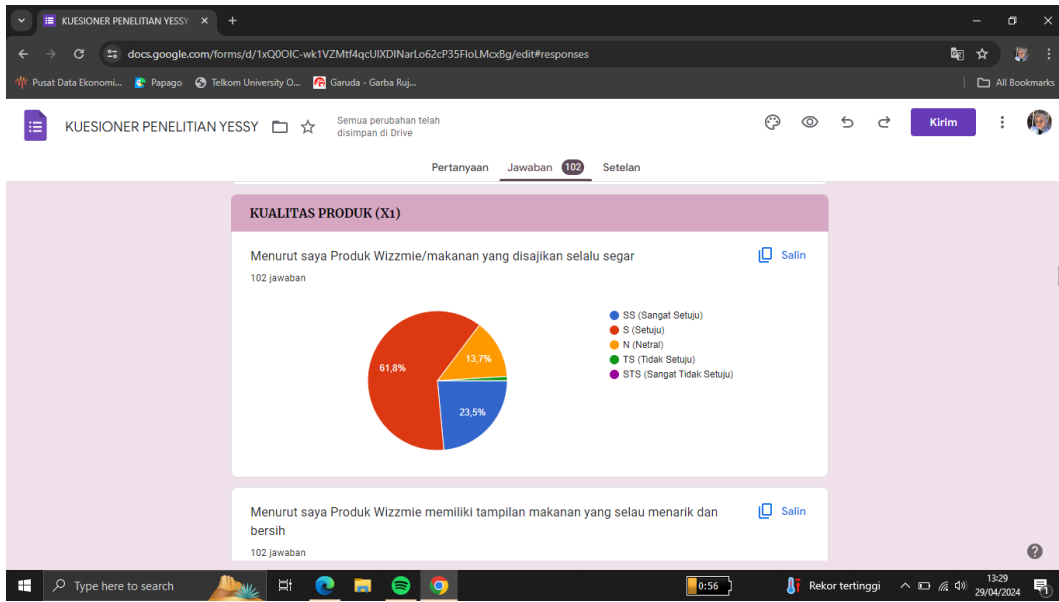 KUESIONER PENELITIAN YESSY
docs.google.com/forms/d/1xQ0OIC-wk1VZMtf4qcUlXDINarLo62cP35FIoLMcxBg/edit#responses
Pusat Data Ekonomi...
Papago
Telkom University O...
Garuda - Garba Ruj...
All Bookmarks
KUESIONER PENELITIAN YESSY
Semua perubahan telah
disimpan di Drive
Kirim
Pertanyaan Jawaban 102 Setelan
KUALITAS PRODUK (X1)
Menurut saya Produk Wizzmie/makanan yang disajikan selalu segar
Salin
102 jawaban
SS (Sangat Setuju)
S (Setuju)
N (Netral)
TS (Tidak Setuju)
STS (Sangat Tidak Setuju)
13,7%
61,8%
23,5%
Menurut saya Produk Wizzmie memiliki tampilan makanan yang selau menarik dan
bersih
Salin
102 jawaban
Type here to search
0:56
Rekor tertinggi
13:29
29/04/2024
1